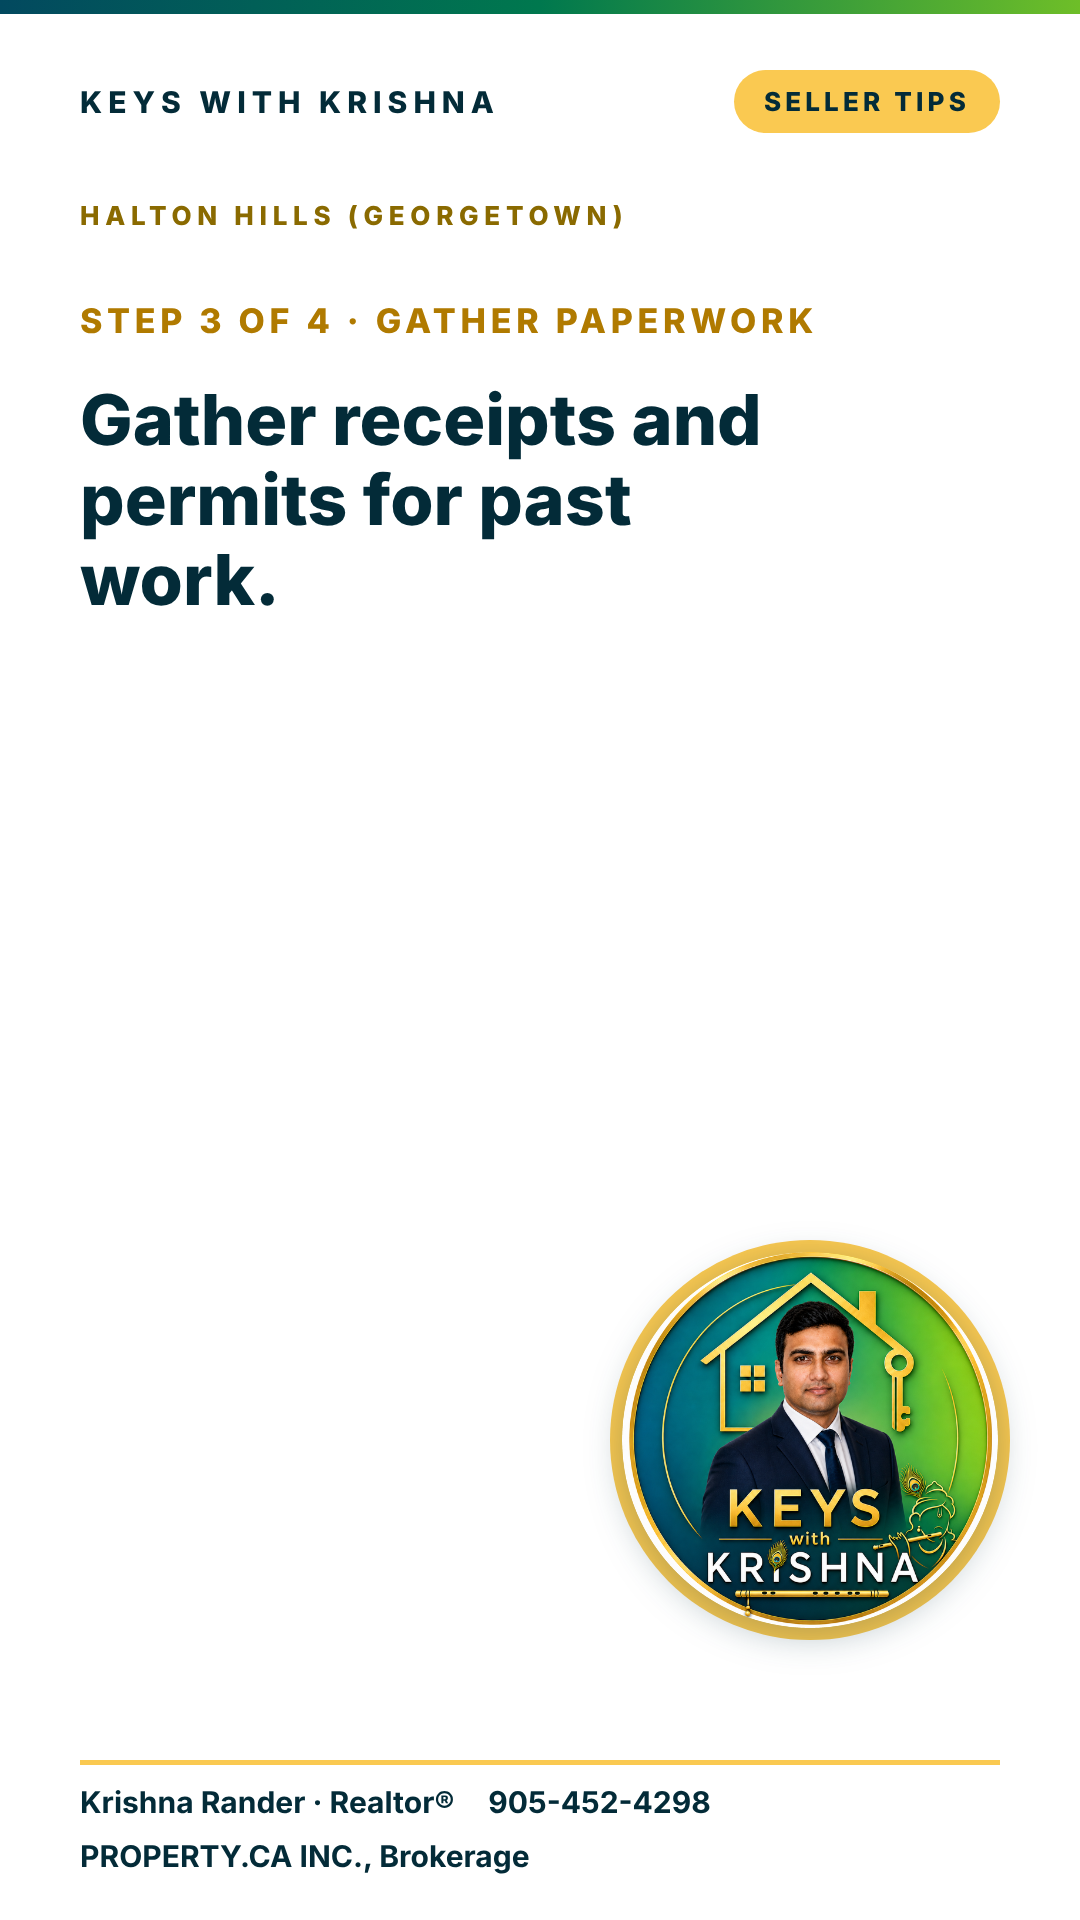 KEYS WITH KRISHNA
SELLER TIPS
HALTON HILLS (GEORGETOWN)
STEP 3 OF 4 · GATHER PAPERWORK
Gather receipts and
permits for past
work.
KEYS
with
KRISHNA
Krishna Rander · Realtor® 905-452-4298
PROPERTY.CA INC., Brokerage